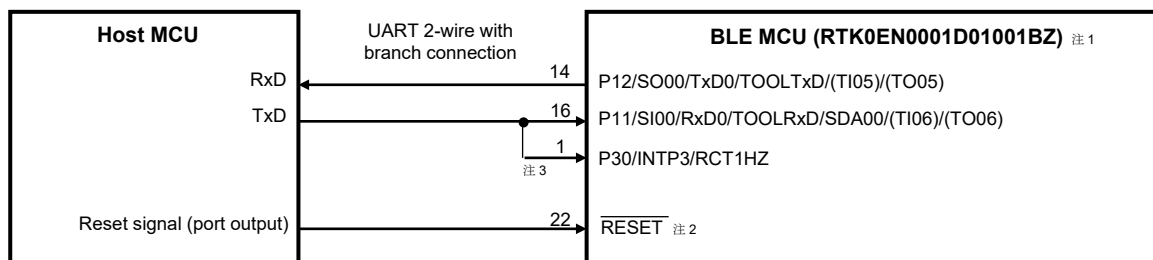 Host MCU
UART 2-wire with
branch connection
BLE MCU (RTK0EN0001D01001BZ) 注 1
RxD
14
P12/SO00/TxD0/TOOLTxD/(TI05)/(TO05)
TxD
16
P11/SI00/RxD0/TOOLRxD/SDA00/(TI06)/(TO06)
1
P30/INTP3/RCT1HZ
注 3
Reset signal (port output)
22
RESET 注 2